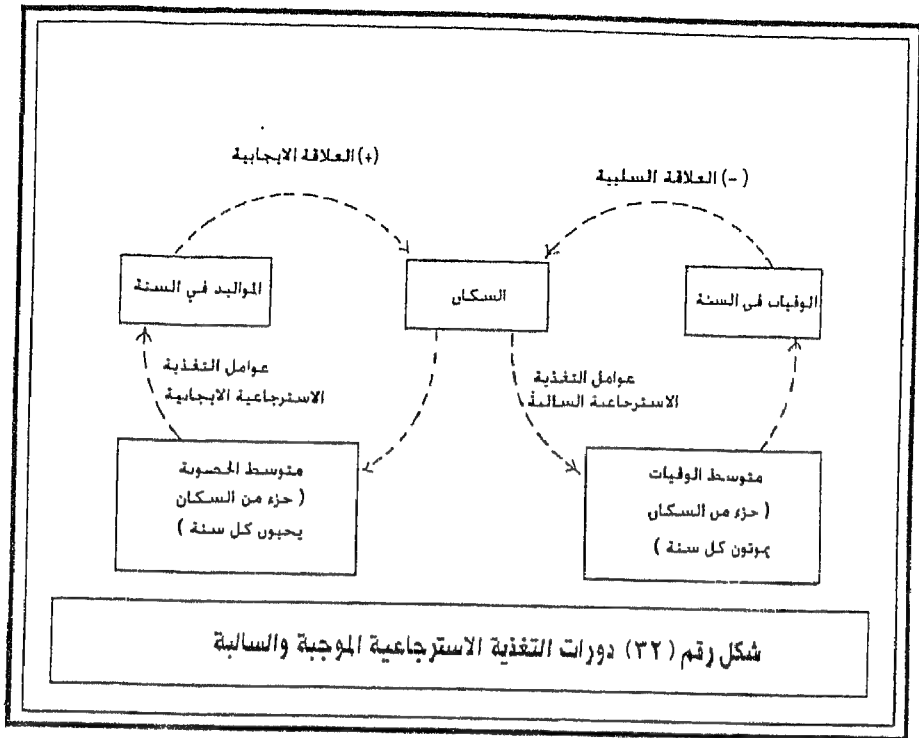 (+) العلاقة الايجابية
(-) العلاقة السلبية
المواليد في السنة
السكان
الوفيات في السنة
عوامل التغذية
الاسترجاعية الايجابية
عوامل التغذية
الاسترجاعية السالبة
متوسط الخصوبة
( جزء من السكان
يحيون كل سنة )
متوسط الوفيات
( جزء من السكان
يموتون كل سنة )
شكل رقم (٣٢) دورات التغذية الاسترجاعية الموجبة والسالبة